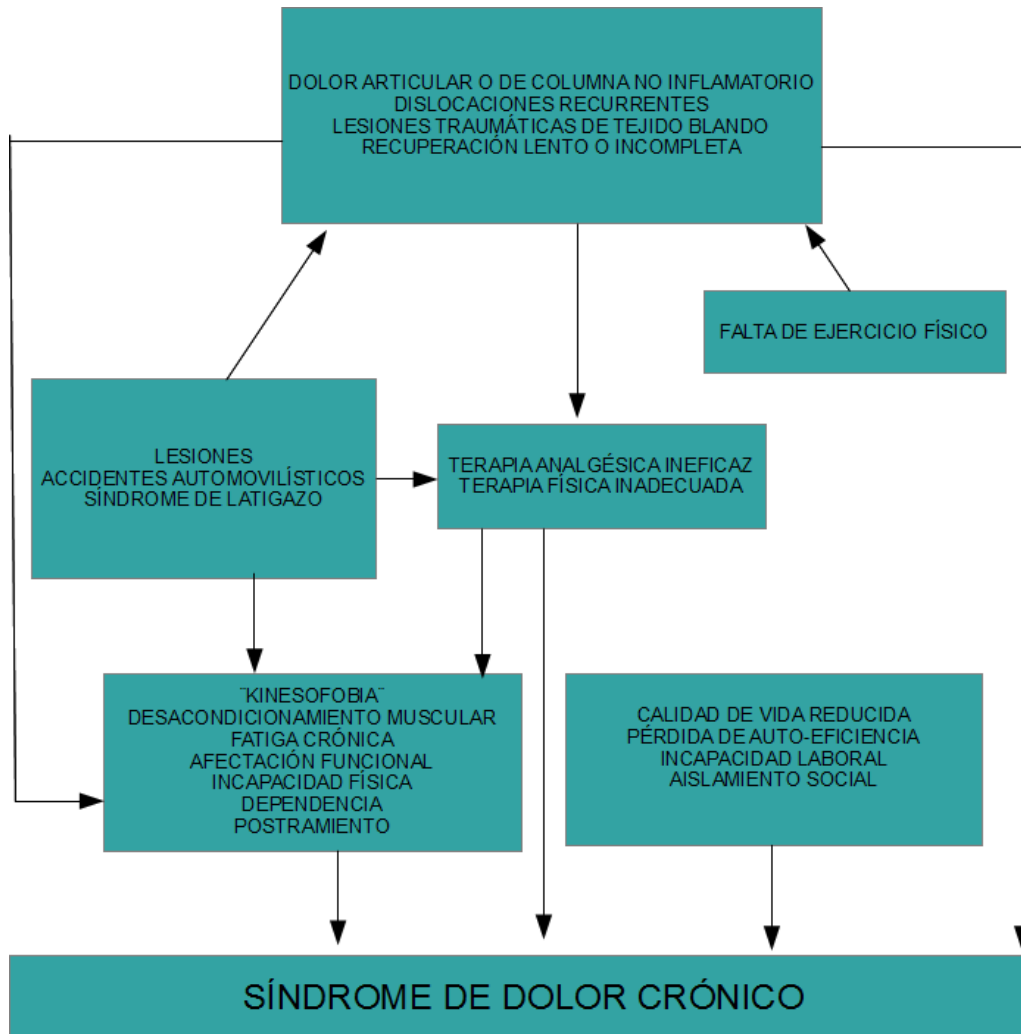 DOLOR ARTICULAR O DE COLUMNA NO INFLAMATORIO
DISLOCACIONES RECURRENTES
LESIONES TRAUMÁTICAS DE TEJIDO BLANDO
RECUPERACIÓN LENTO O INCOMPLETA
FALTA DE EJERCICIO FÍSICO
LESIONES
ACCIDENTES AUTOMOVILÍSTICOS
SÍNDROME DE LATIGAZO
TERAPIA ANALGÉSICA INEFICAZ
TERAPIA FÍSICA INADECUADA
¨KINESOFOBIA¨
DESACONDICIONAMIENTO MUSCULAR
FATIGA CRÓNICA
AFECTACIÓN FUNCIONAL
INCAPACIDAD FÍSICA
DEPENDENCIA
POSTRAMIENTO
CALIDAD DE VIDA REDUCIDA
PÉRDIDA DE AUTO-EFICIENCIA
INCAPACIDAD LABORAL
AISLAMIENTO SOCIAL
SÍNDROME DE DOLOR CRÓNICO